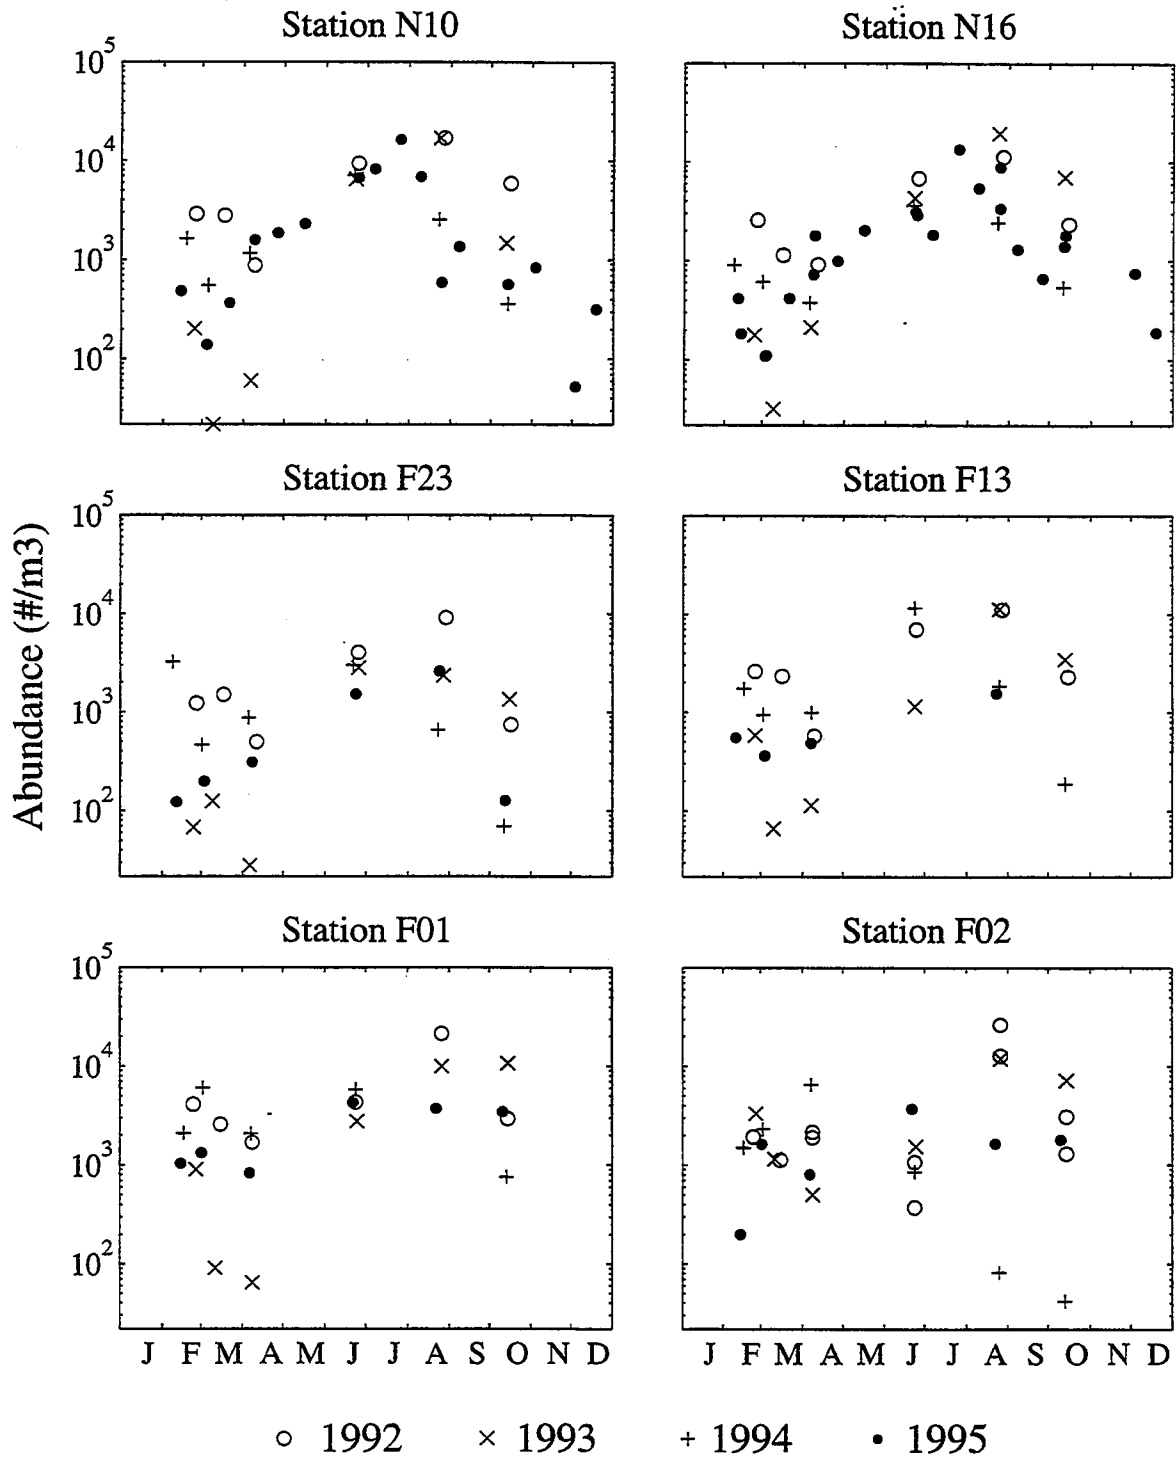 Station N10
Station N16
10^5
10^4
10^3
10^2
Station F23
Station F13
10^5
10^4
10^3
10^2
Abundance (#/m3)
Station F01
Station F02
10^5
10^4
10^3
10^2
J F M A M J J A S O N D
J F M A M J J A S O N D
○ 1992 × 1993 + 1994 • 1995